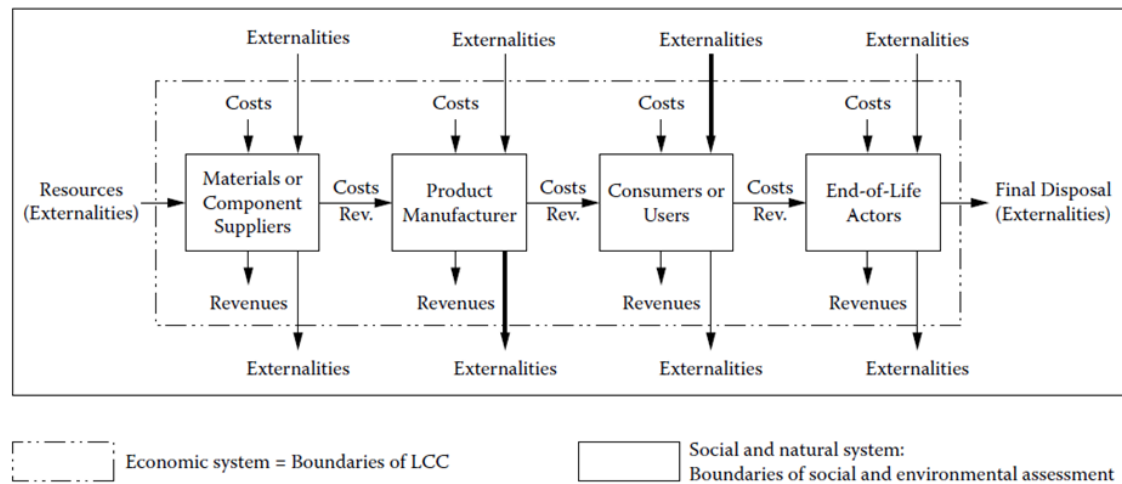 Externalities
Externalities
Externalities
Externalities
Costs
Costs
Costs
Costs
Resources
(Externalities)
Materials or
Component
Suppliers
Costs
Rev.
Product
Manufacturer
Costs
Rev.
Consumers or
Users
Costs
Rev.
End-of-Life
Actors
Final Disposal
(Externalities)
Revenues
Revenues
Revenues
Revenues
Externalities
Externalities
Externalities
Externalities
Economic system = Boundaries of LCC
Social and natural system:
Boundaries of social and environmental assessment